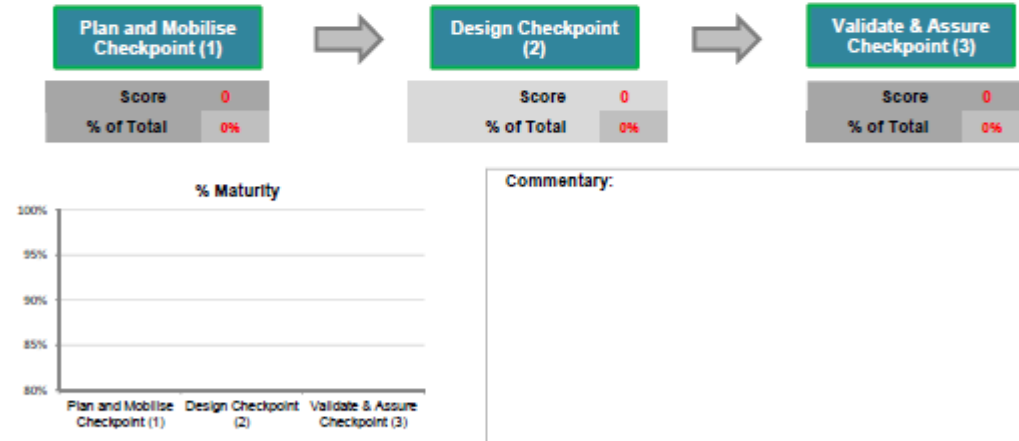 Plan and Mobilise
Checkpoint (1)
Design Checkpoint
(2)
Validate & Assure
Checkpoint (3)
Score 0
% of Total 0%
Score 0
% of Total 0%
Score 0
% of Total 0%
% Maturity
100%
95%
90%
85%
80%
Plan and Mobilise
Checkpoint (1)
Design Checkpoint
(2)
Validate & Assure
Checkpoint (3)
Commentary: